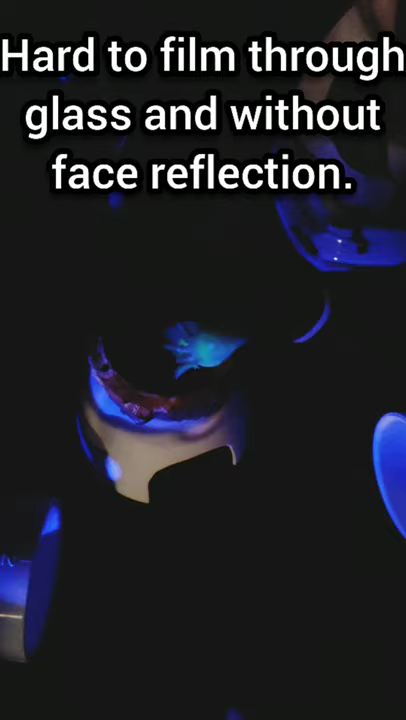 Hard to film through
glass and without
face reflection.